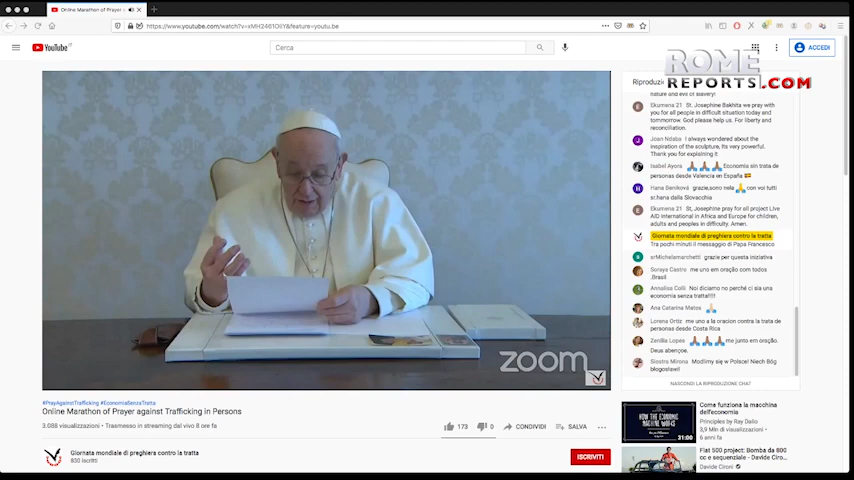 Online Marathon of Prayer
https://www.youtube.com/watch?v=xMH2461OiiY&feature=youtu.be
YouTube
IT
Cerca
ACCEDI
ROME
REPORTS.COM
nature and evil of slavery!
Ekumena 21 St, Josephine Bakhita we pray with
you for all people in difficult situation today and
tommorrow. God please help us. For liberty and
reconciliation.
Joan Ndaba I always wondered about the
inspiration of the sculpture, its very powerful.
Thank you for explaining it
Isabel Ayora Economia sin trata de
personas desde Valencia en España
Hana Beníková grazie,sono nela con voi tutti
sr.hana dalla Slovacchia
Ekumena 21 St, Josephine pray for all project Live
AID international in Africa and Europe for children,
adults and peoples in difficulty. Amen.
Giornata mondiale di preghiera contro la tratta
Tra pochi minuti il messaggio di Papa Francesco
srMichelamarchetti grazie per questa iniziativa
Soraya Castro me uno em oração com todos
.Brasil
Annalisa Colli Noi diciamo no perché ci sia una
economia senza tratta!!!!!
Ana Catarina Matos
Lorena Ortiz me uno a la oracion contra la trata de
personas desde Costa Rica
Zenillia Lopes me junto em oração.
Deus abençoe.
Siostra Mirona Modlimy się w Polsce! Niech Bóg
błogosławi!
NASCONDI LA RIPRODUZIONE CHAT
zoom
#PrayAgainstTrafficking #EconomiaSenzaTratta
Online Marathon of Prayer against Trafficking in Persons
3.088 visualizzazioni · Trasmesso in streaming dal vivo 8 ore fa
173
0
CONDIVIDI
SALVA
Giornata mondiale di preghiera contro la tratta
830 iscritti
ISCRIVITI
HOW THE ECONOMIC
MACHINE WORKS
31:00
Come funziona la macchina
dell'economia
Principles by Ray Dalio
3,9 Mln di visualizzazioni ·
6 anni fa
Fiat 500 project: Bomba da 800
cc e sequenziale - Davide Ciro...
Davide Cironi